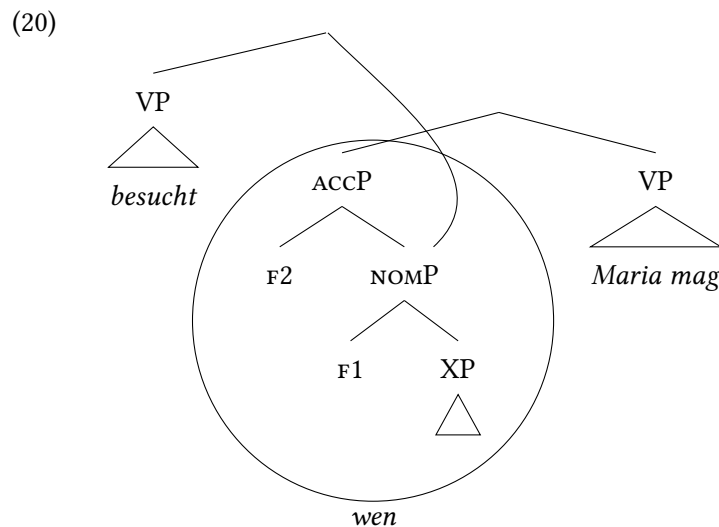 (20)
VP
besucht
ACCP
VP
F2
NOMP
Maria mag
F1
XP
wen